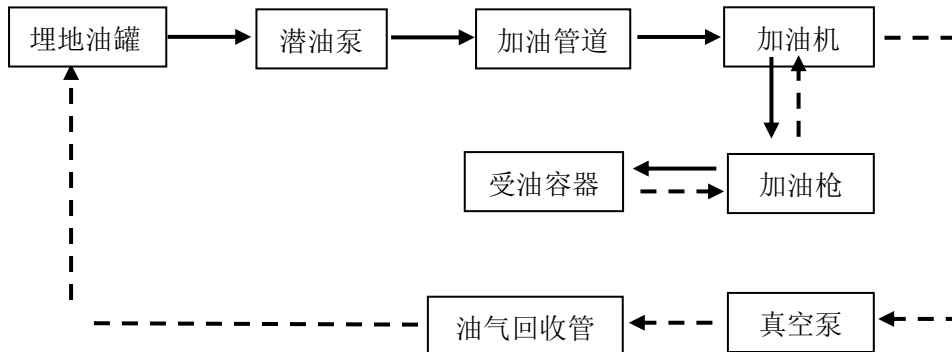 埋地油罐
潜油泵
加油管道
加油机
受油容器
加油枪
油气回收管
真空泵